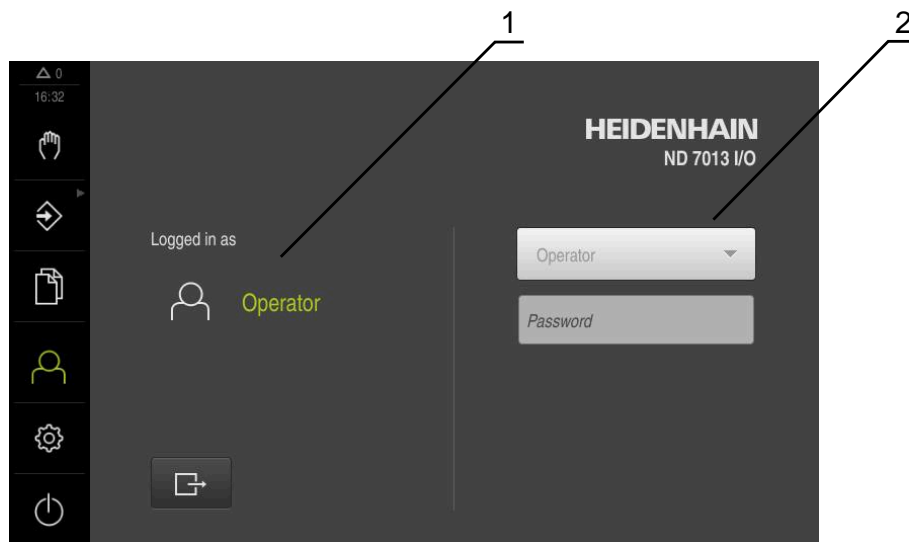 1
2
△ 0
16:32
HEIDENHAIN
ND 7013 I/O
Logged in as
Operator
Operator
Password